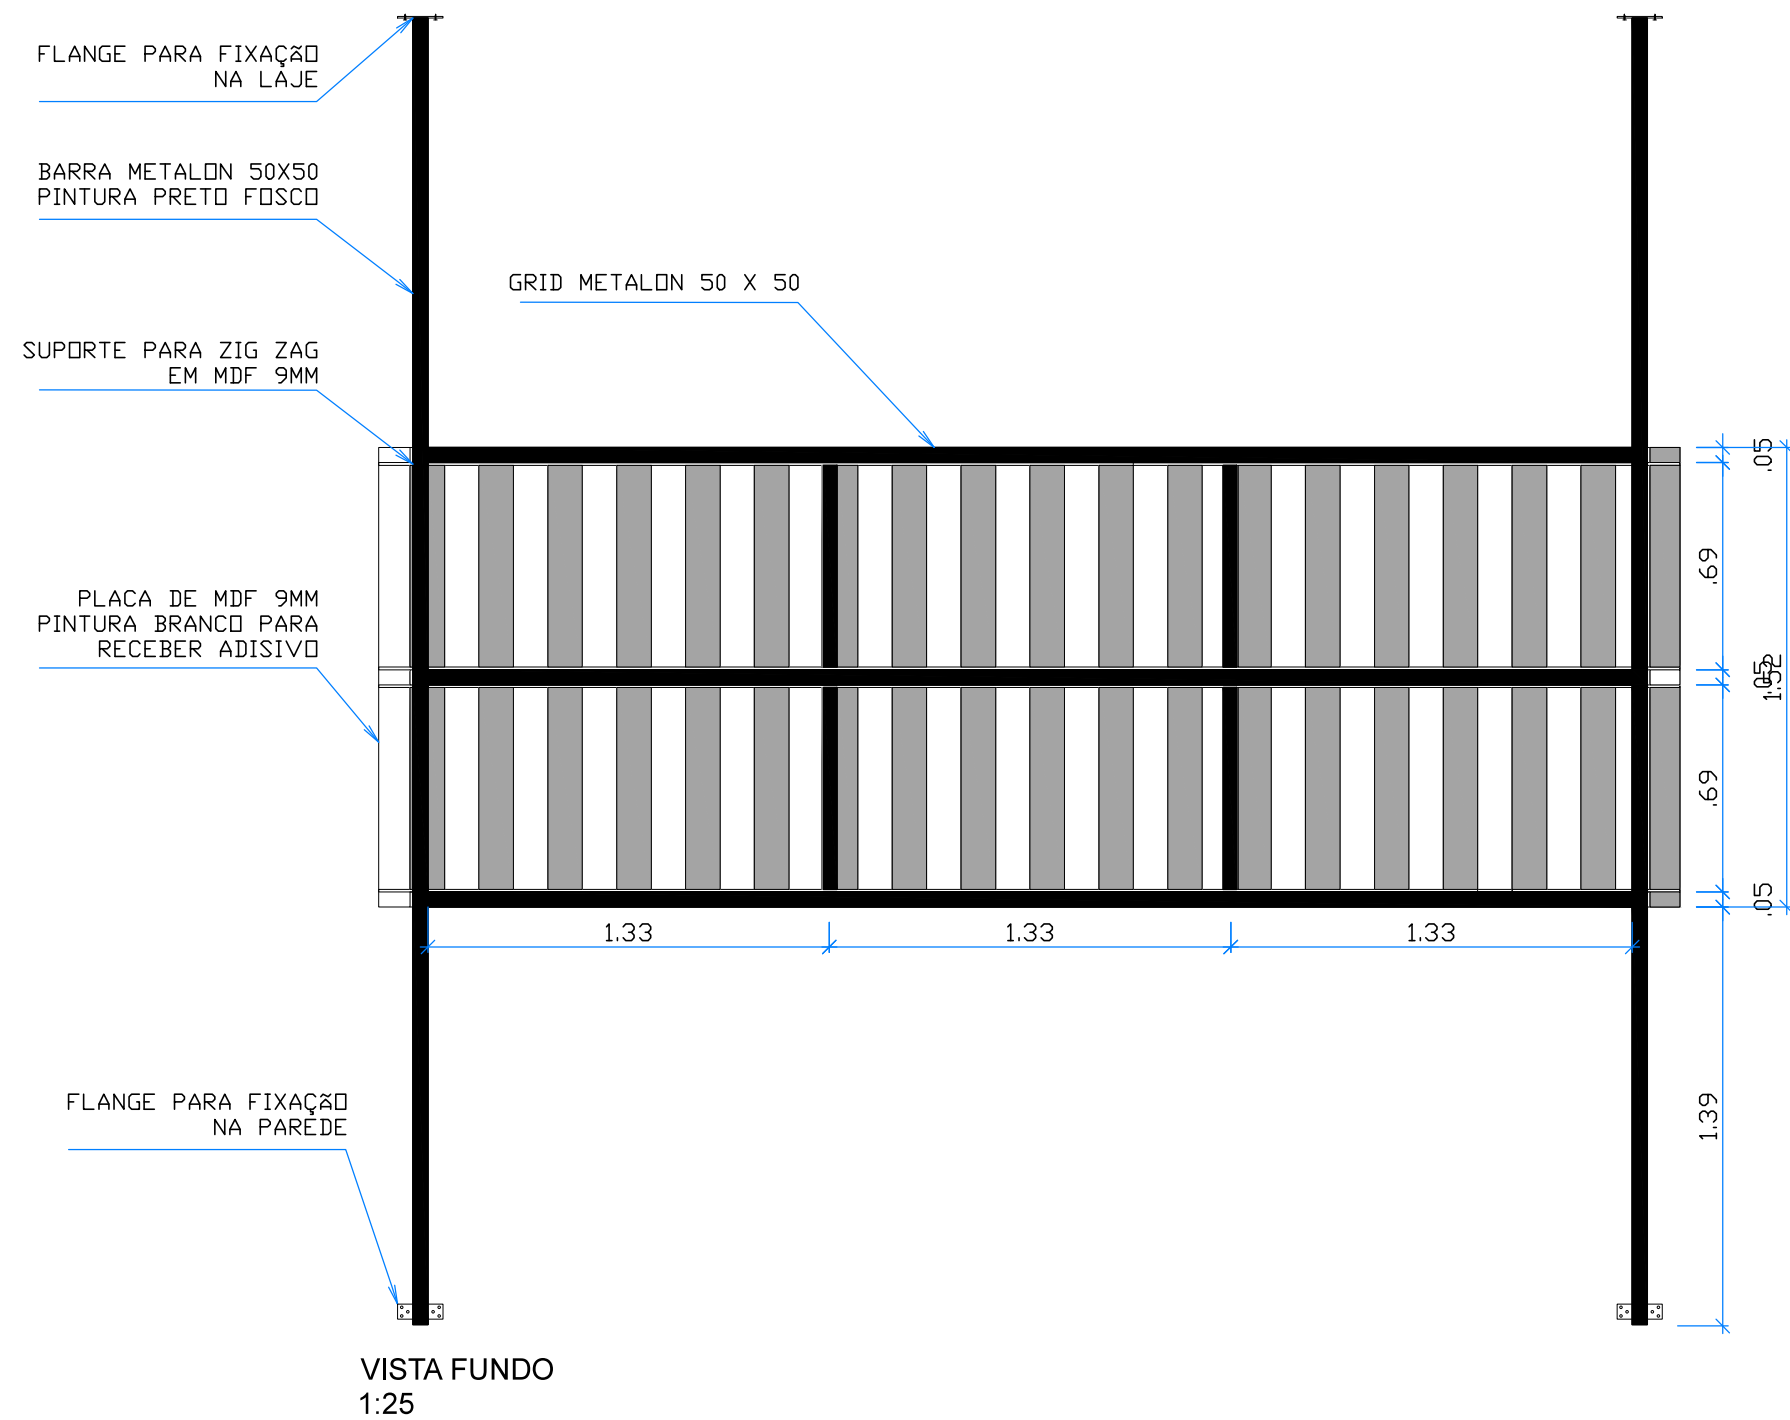 FLANGE PARA FIXAÇÃO
NA LAJE
BARRA METALON 50X50
PINTURA PRETO FOSCO
GRID METALON 50 X 50
SUPORTE PARA ZIG ZAG
EM MDF 9MM
PLACA DE MDF 9MM
PINTURA BRANCO PARA
RECEBER ADISIVO
FLANGE PARA FIXAÇÃO
NA PAREDE
.05
.69
.05
1.52
.69
.05
1.33 1.33 1.33
1.39
VISTA FUNDO
1:25